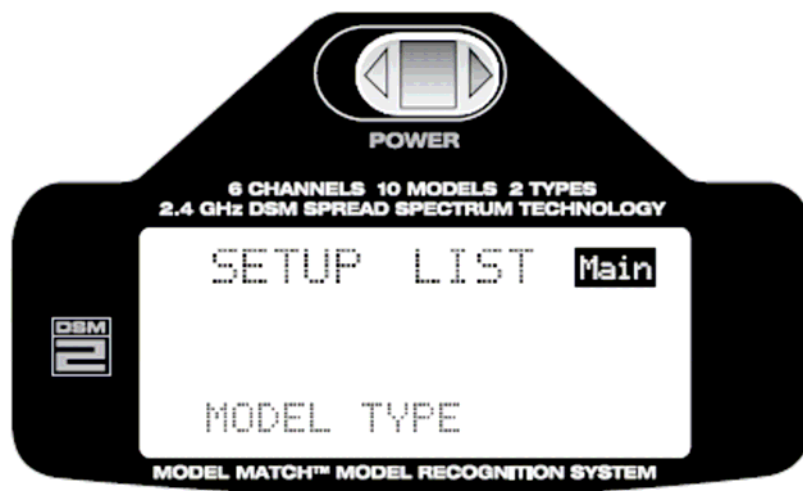 POWER
6 CHANNELS 10 MODELS 2 TYPES
2.4 GHz DSM SPREAD SPECTRUM TECHNOLOGY
SETUP LIST Main
DSM
2
MODEL TYPE
MODEL MATCH™ MODEL RECOGNITION SYSTEM